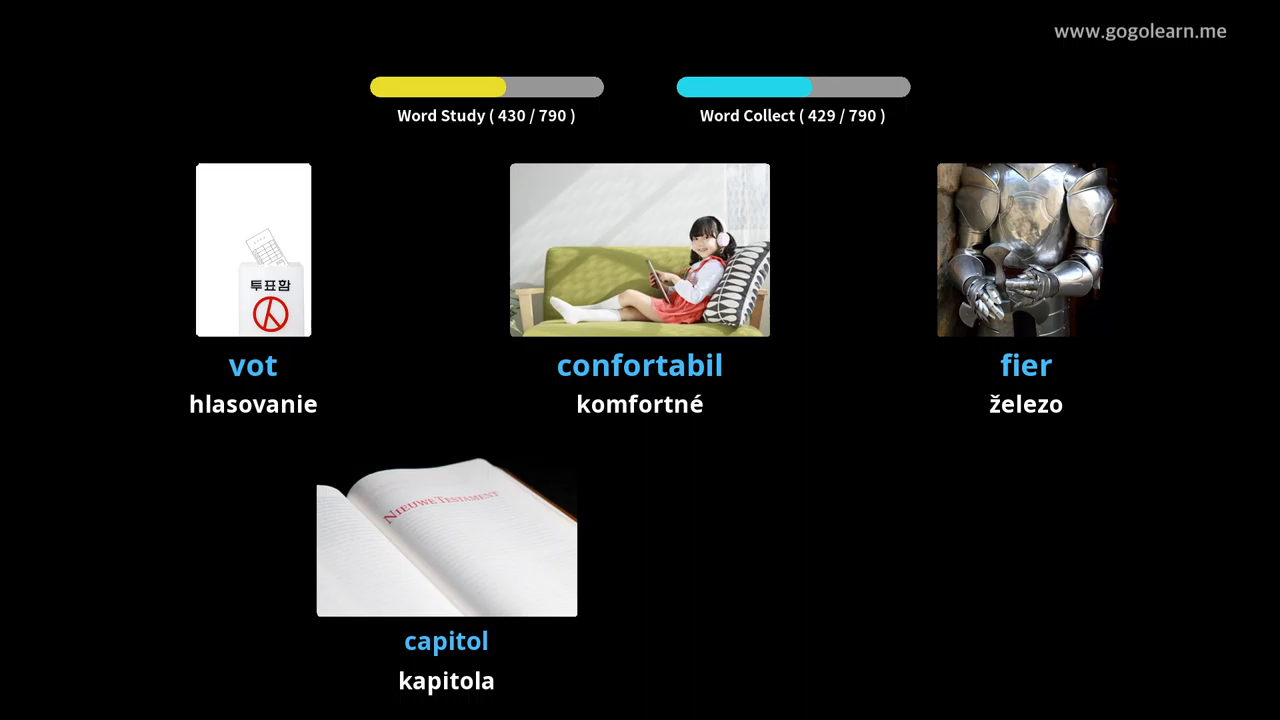 www.gogolearn.me
Word Study ( 430 / 790 )
Word Collect ( 429 / 790 )
투표함
vot
hlasovanie
confortabil
komfortné
fier
železo
NIEUWE TESTAMENT
capitol
kapitola